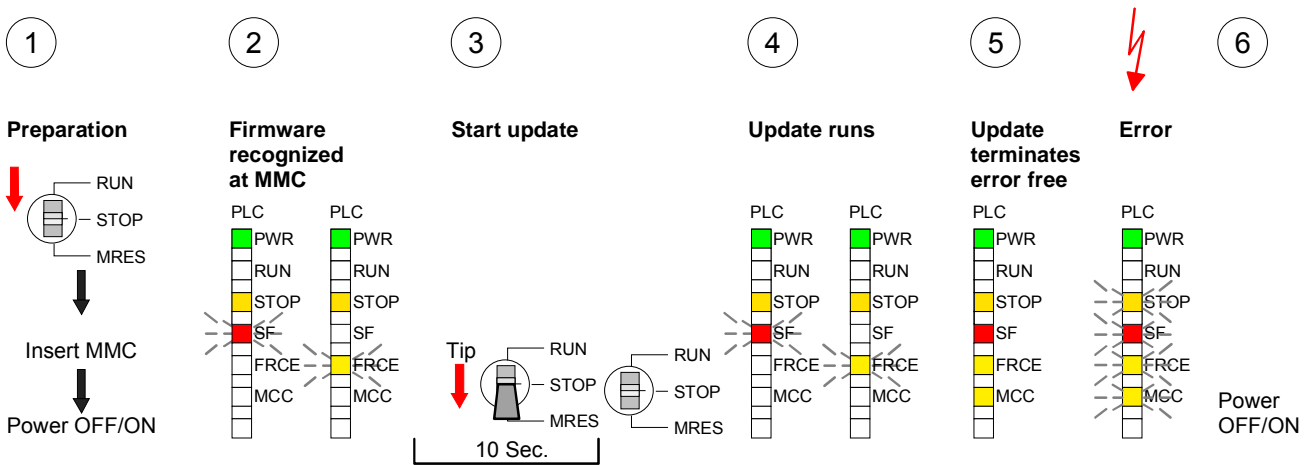 1
Preparation
RUN
STOP
MRES
Insert MMC
Power OFF/ON
2
Firmware
recognized
at MMC
PLC
PWR
RUN
STOP
SF
FRCE
MCC
PLC
PWR
RUN
STOP
SF
FRCE
MCC
3
Start update
Tip
RUN
STOP
MRES
10 Sec.
RUN
STOP
MRES
4
Update runs
PLC
PWR
RUN
STOP
SF
FRCE
MCC
PLC
PWR
RUN
STOP
SF
FRCE
MCC
5
Update
terminates
error free
PLC
PWR
RUN
STOP
SF
FRCE
MCC
Error
PLC
PWR
RUN
STOP
SF
FRCE
MCC
6
Power
OFF/ON